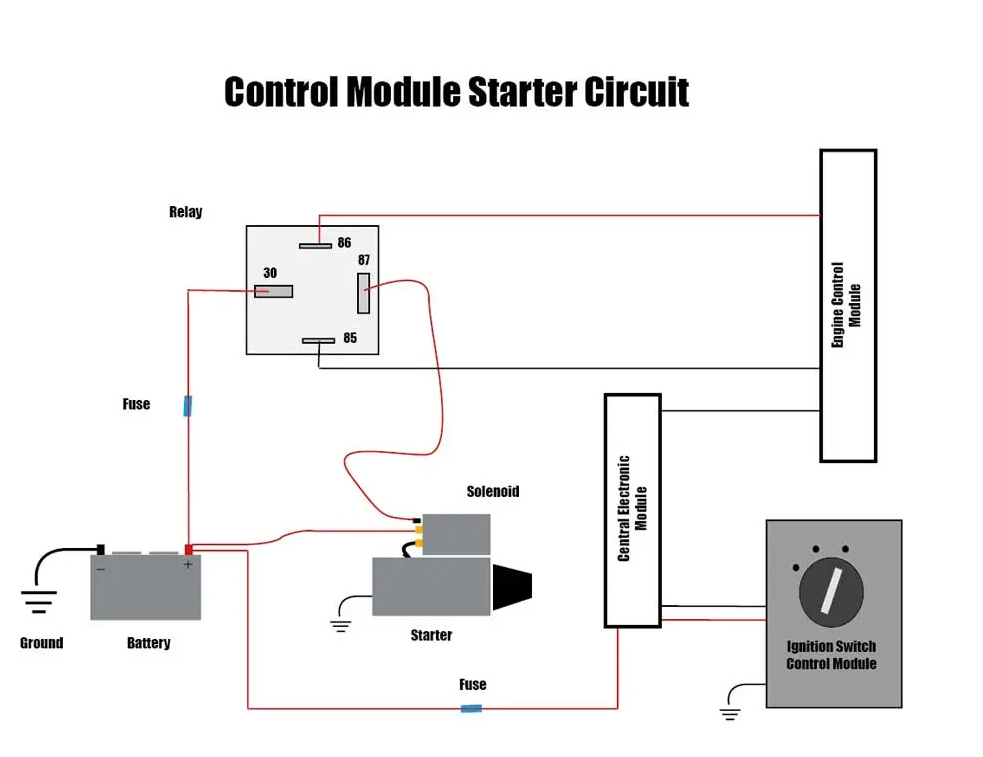 Control Module Starter Circuit
Relay
86
87
30
85
Engine Control
Module
Fuse
Solenoid
Central Electronic
Module
−
+
Ground
Battery
Starter
Ignition Switch
Control Module
Fuse